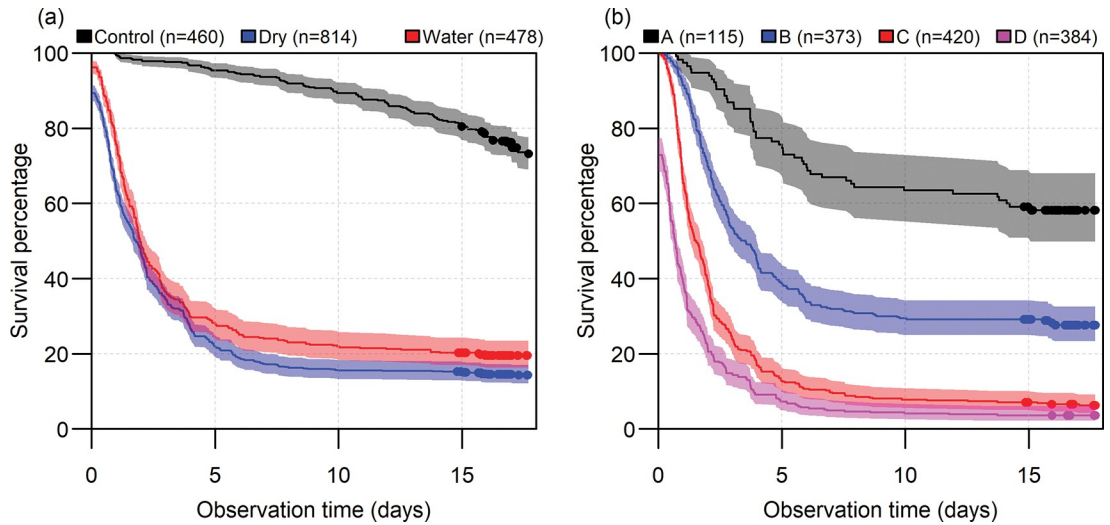 (a)
Control (n=460) Dry (n=814) Water (n=478)
100
80
60
40
20
0
Survival percentage
0 5 10 15
Observation time (days)
(b)
A (n=115) B (n=373) C (n=420) D (n=384)
100
80
60
40
20
0
Survival percentage
0 5 10 15
Observation time (days)